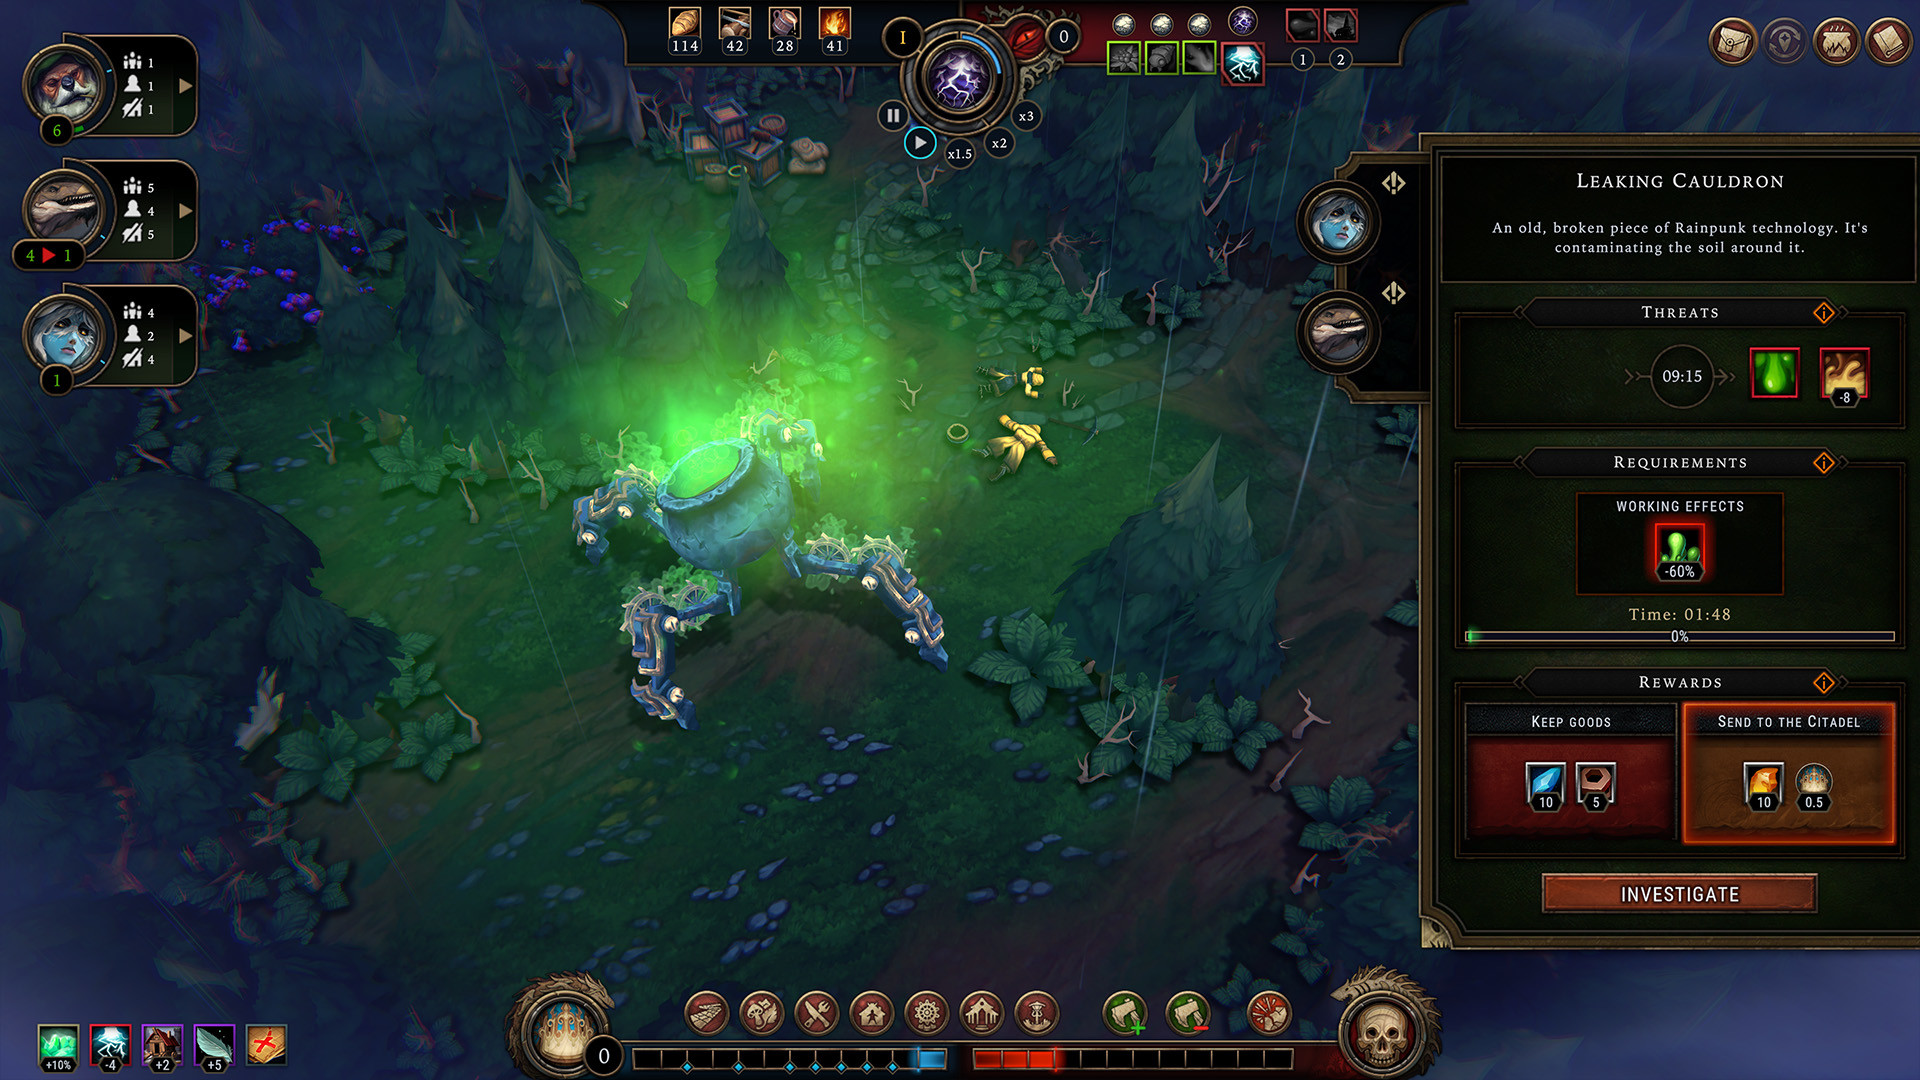 114
42
28
41
I
0
1
2
x3
x2
x1.5
1
1
1
6
5
4
5
4
1
4
2
4
1
LEAKING CAULDRON
An old, broken piece of Rainpunk technology. It's
contaminating the soil around it.
THREATS
09:15
-8
REQUIREMENTS
WORKING EFFECTS
-60%
Time: 01:48
0%
REWARDS
KEEP GOODS
SEND TO THE CITADEL
10
5
10
0.5
INVESTIGATE
+10%
-4
+2
+5
0